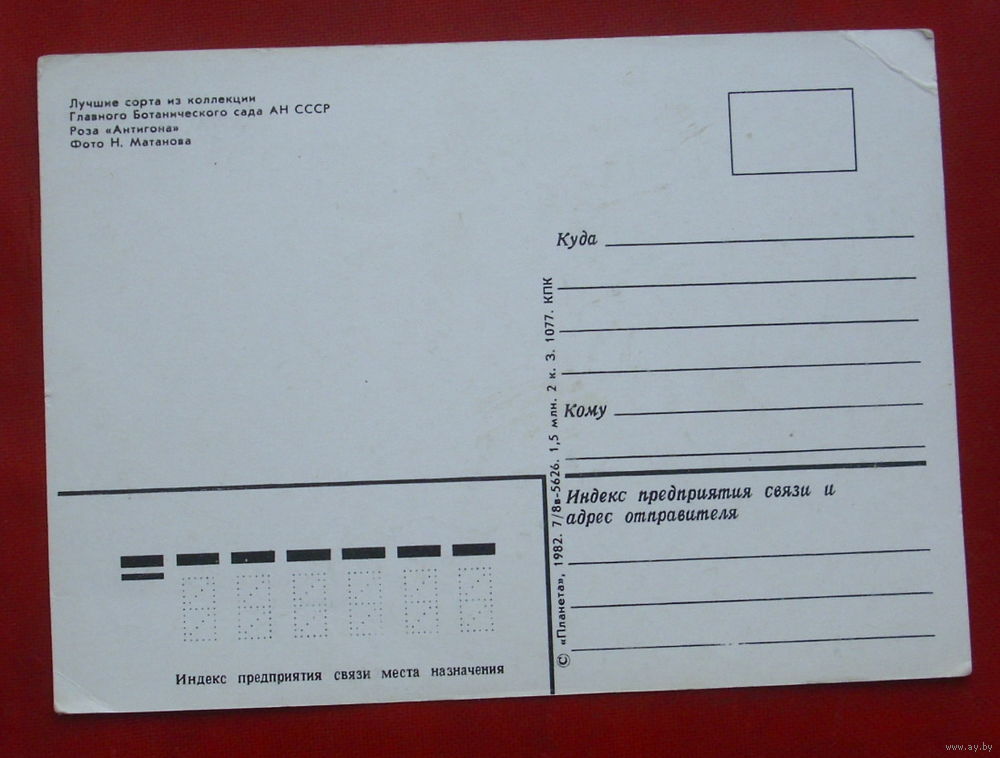 Лучшие сорта из коллекции
Главного Ботанического сада АН СССР
Роза «Антигона»
Фото Н. Матанова
Куда
Кому
Индекс предприятия связи и
адрес отправителя
© «Планета», 1982. 7/8в-5626. 1,5 млн. 2 к. З. 1077. КПК
Индекс предприятия связи места назначения
www.ay.by